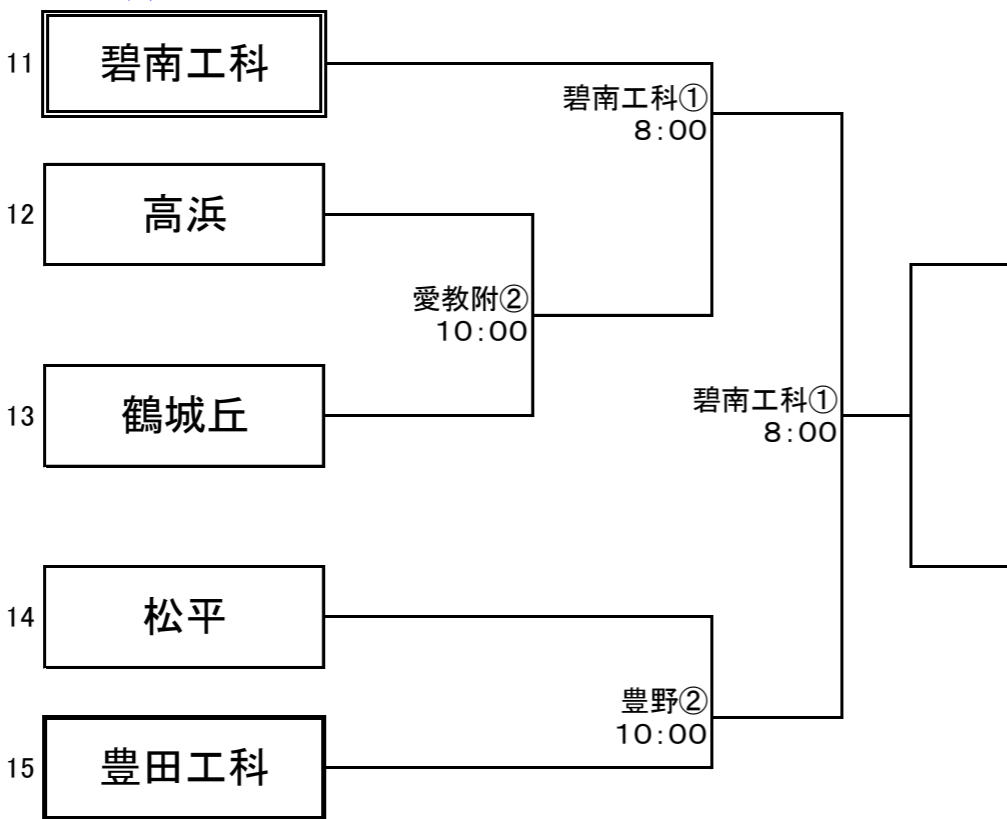 11 碧南工科
碧南工科①
8:00
12 高浜
愛教附②
10:00
13 鶴城丘
碧南工科①
8:00
14 松平
豊野②
10:00
15 豊田工科